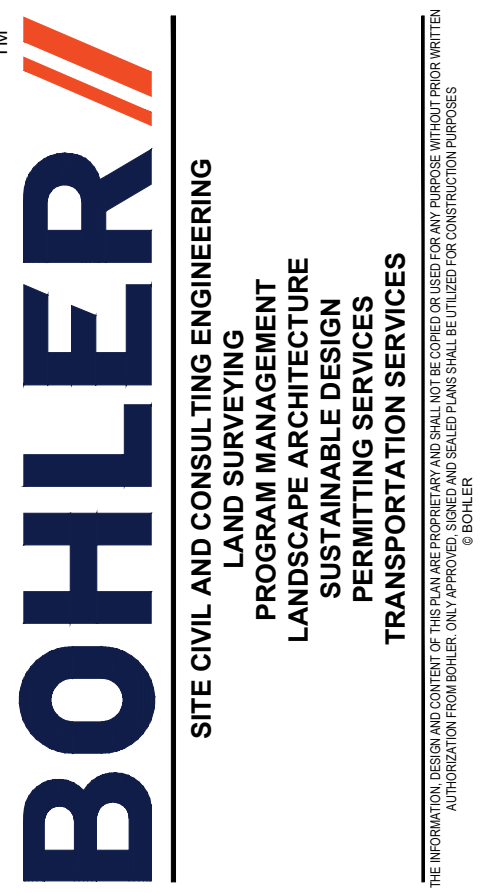 BOHLER//
TM
SITE CIVIL AND CONSULTING ENGINEERING
LAND SURVEYING
PROGRAM MANAGEMENT
LANDSCAPE ARCHITECTURE
SUSTAINABLE DESIGN
PERMITTING SERVICES
TRANSPORTATION SERVICES
THE INFORMATION, DESIGN AND CONTENT OF THIS PLAN ARE PROPRIETARY AND SHALL NOT BE COPIED OR USED FOR ANY PURPOSE WITHOUT PRIOR WRITTEN
AUTHORIZATION FROM BOHLER. ONLY APPROVED, SIGNED AND SEALED PLANS SHALL BE UTILIZED FOR CONSTRUCTION PURPOSES
© BOHLER